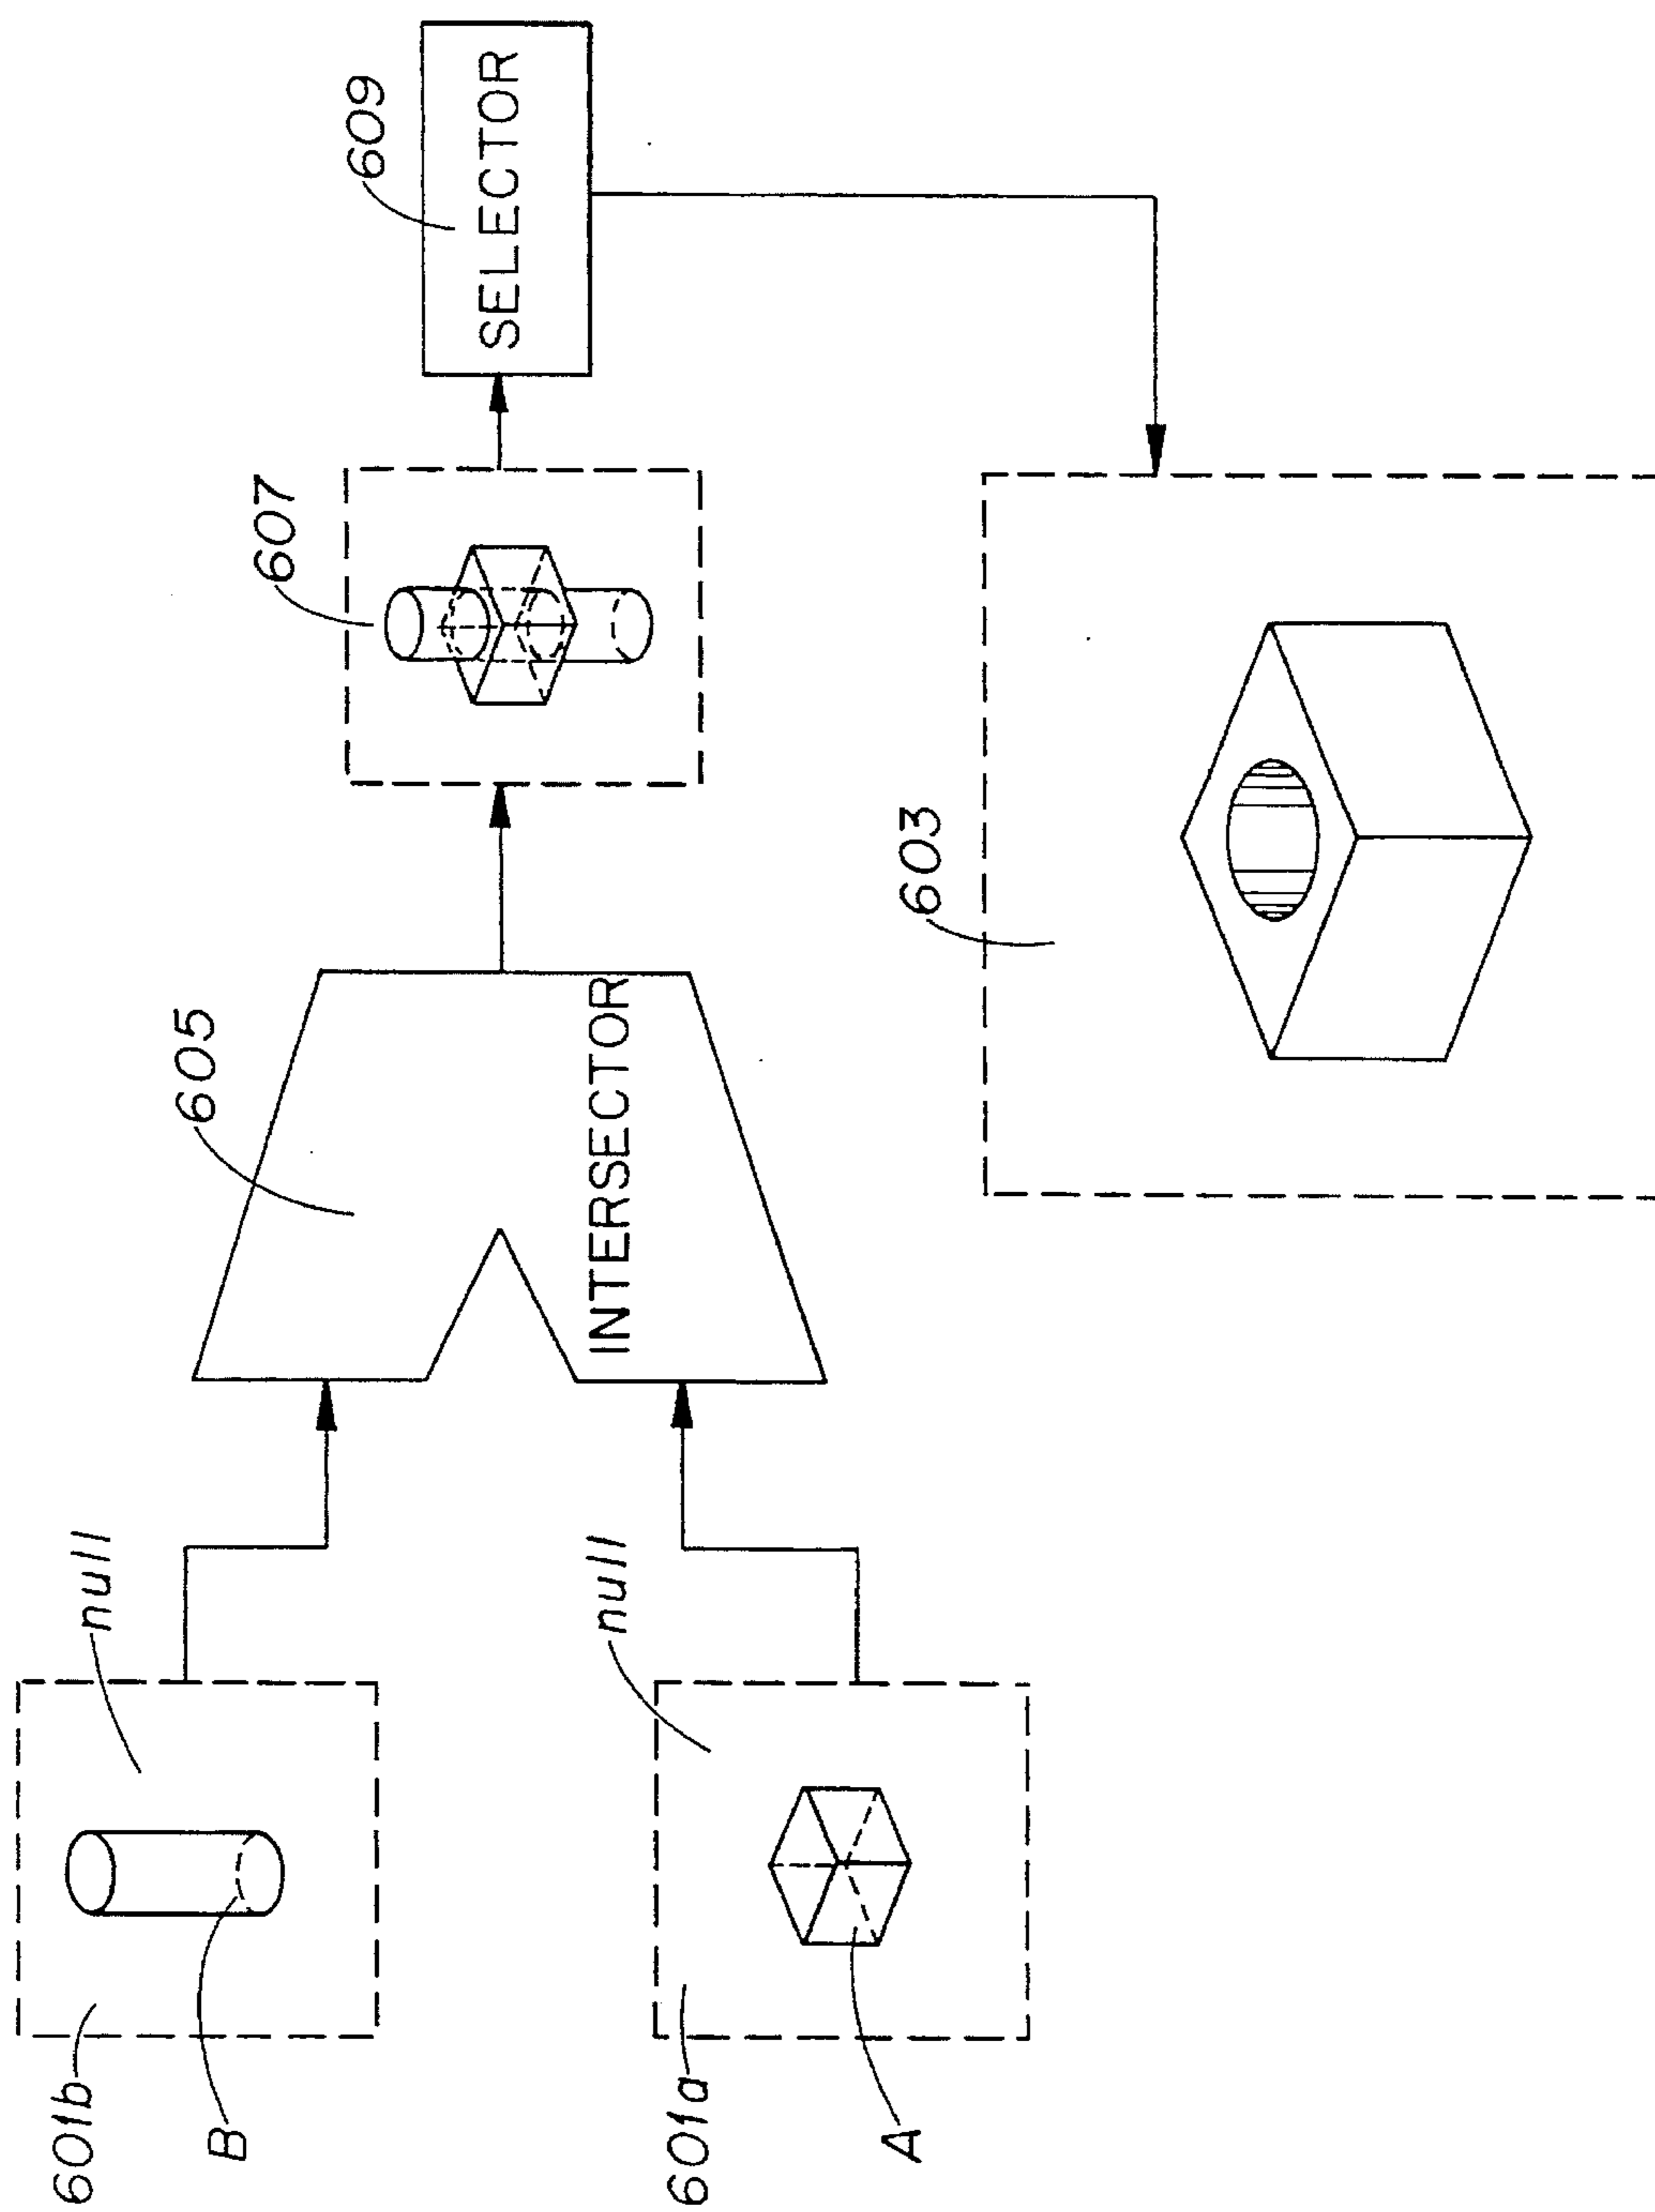 601b
B
null
601a
A
null
605
INTERSECTOR
607
609
SELECTOR
603